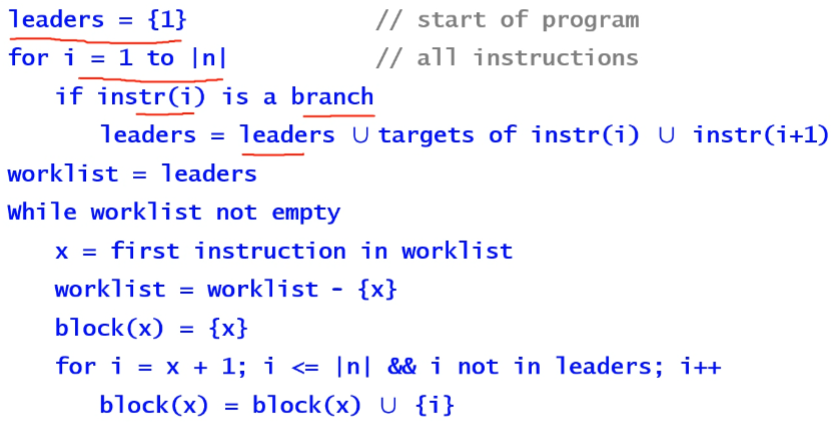 leaders = {1} // start of program
for i = 1 to |n| // all instructions
if instr(i) is a branch
leaders = leaders ∪ targets of instr(i) ∪ instr(i+1)
worklist = leaders
While worklist not empty
x = first instruction in worklist
worklist = worklist - {x}
block(x) = {x}
for i = x + 1; i <= |n| && i not in leaders; i++
block(x) = block(x) ∪ {i}